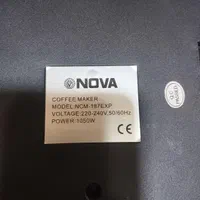 NOVA
COFFEE MAKER
MODEL:NCM-187EXP
VOLTAGE:220-240V,50/60Hz
POWER:1050W
CE